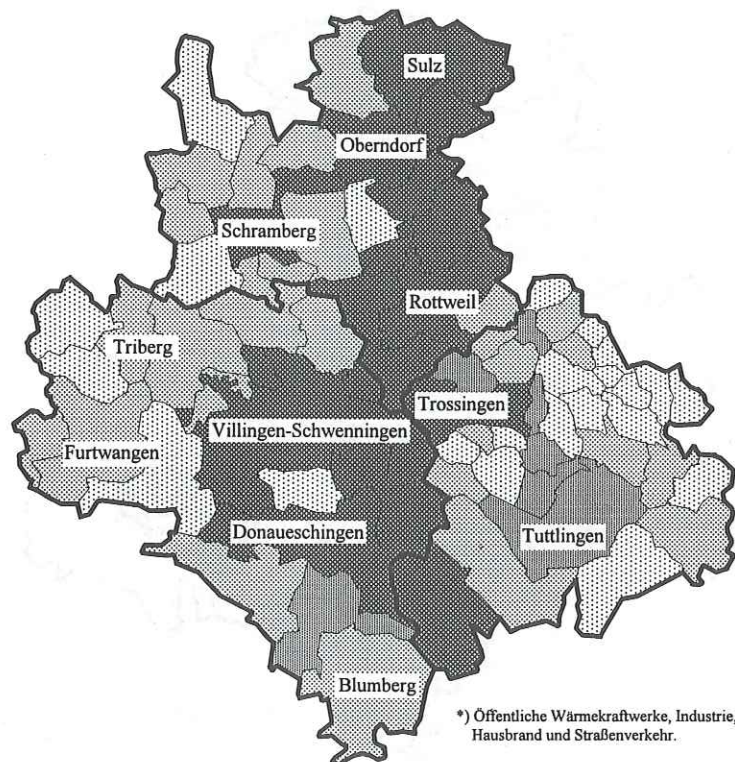 Sulz
Oberndorf
Schramberg
Rottweil
Triberg
Trossingen
Villingen-Schwenningen
Furtwangen
Donaueschingen
Tuttlingen
Blumberg
*) Öffentliche Wärmekraftwerke, Industrie,
Hausbrand und Straßenverkehr.